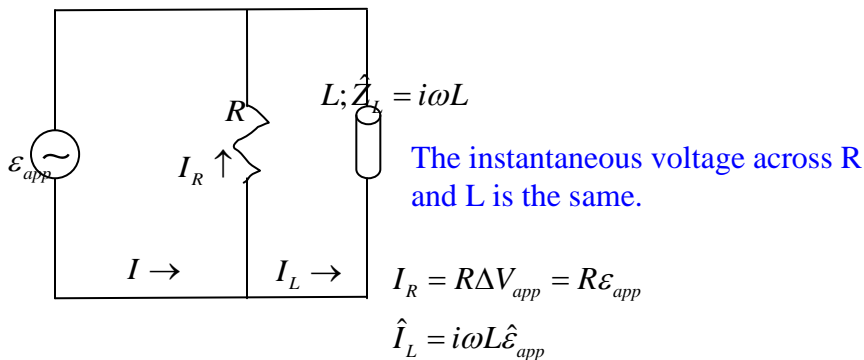 L; Ẑ_L = iωL
R
ε_app
I_R ↑
The instantaneous voltage across R
and L is the same.
I →
I_L →
I_R = RΔV_app = Rε_app
Î_L = iωLε̂_app